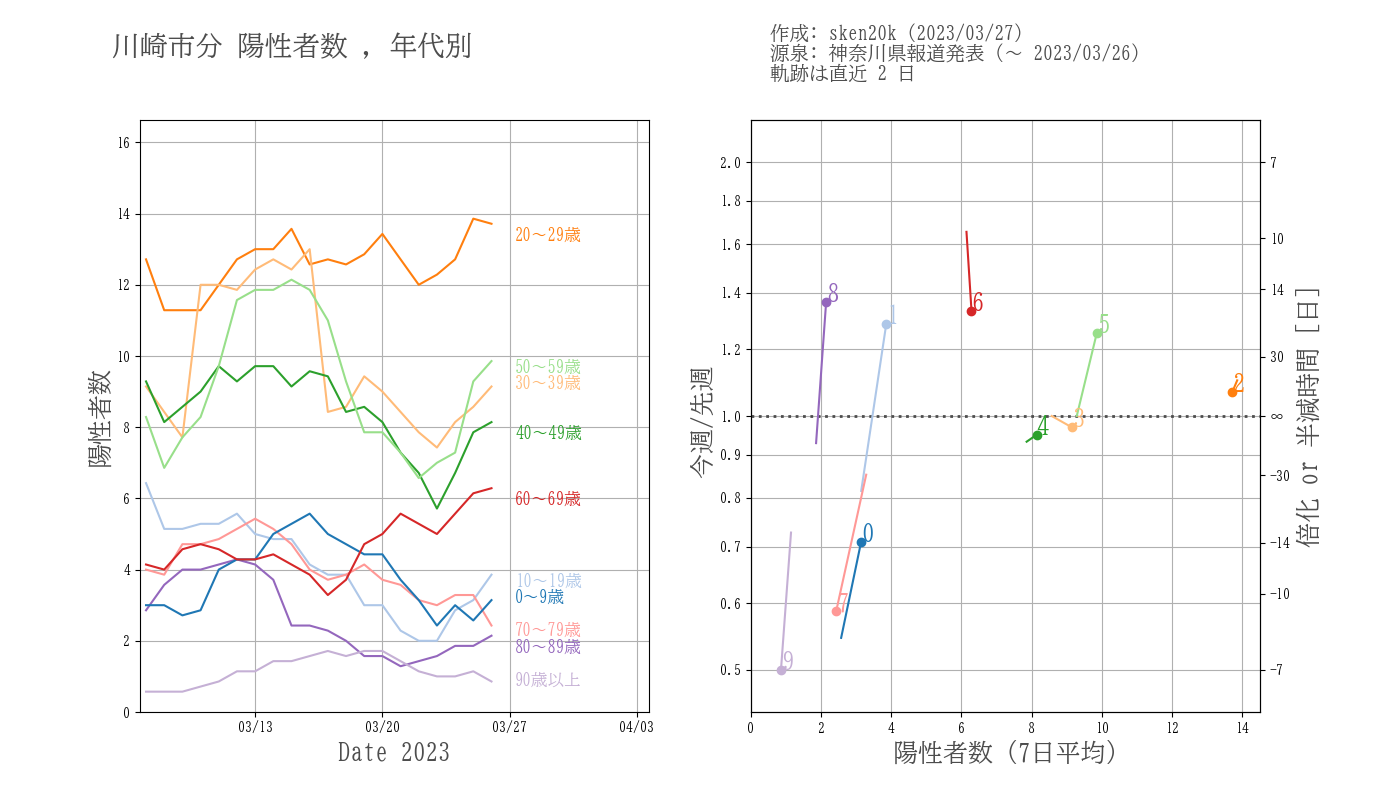 川崎市分 陽性者数 , 年代別
作成: sken20k (2023/03/27)
源泉: 神奈川県報道発表 (～ 2023/03/26)
軌跡は直近 2 日
陽性者数
16
14
12
10
8
6
4
2
0
20～29歳
50～59歳
30～39歳
40～49歳
60～69歳
10～19歳
0～9歳
70～79歳
80～89歳
90歳以上
03/13
03/20
03/27
04/03
Date 2023
今週/先週
2.0
1.8
1.6
1.4
1.2
1.0
0.9
0.8
0.7
0.6
0.5
8
1
6
5
2
3
4
0
7
9
0
2
4
6
8
10
12
14
陽性者数 (7日平均)
7
10
14
30
∞
−30
−14
−10
−7
倍化 or 半減時間 [日]